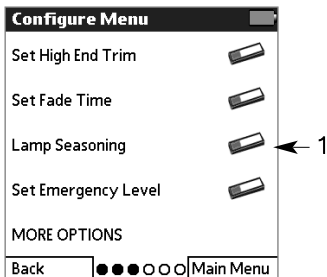 Configure Menu
Set High End Trim
Set Fade Time
Lamp Seasoning
1
Set Emergency Level
MORE OPTIONS
Back Main Menu